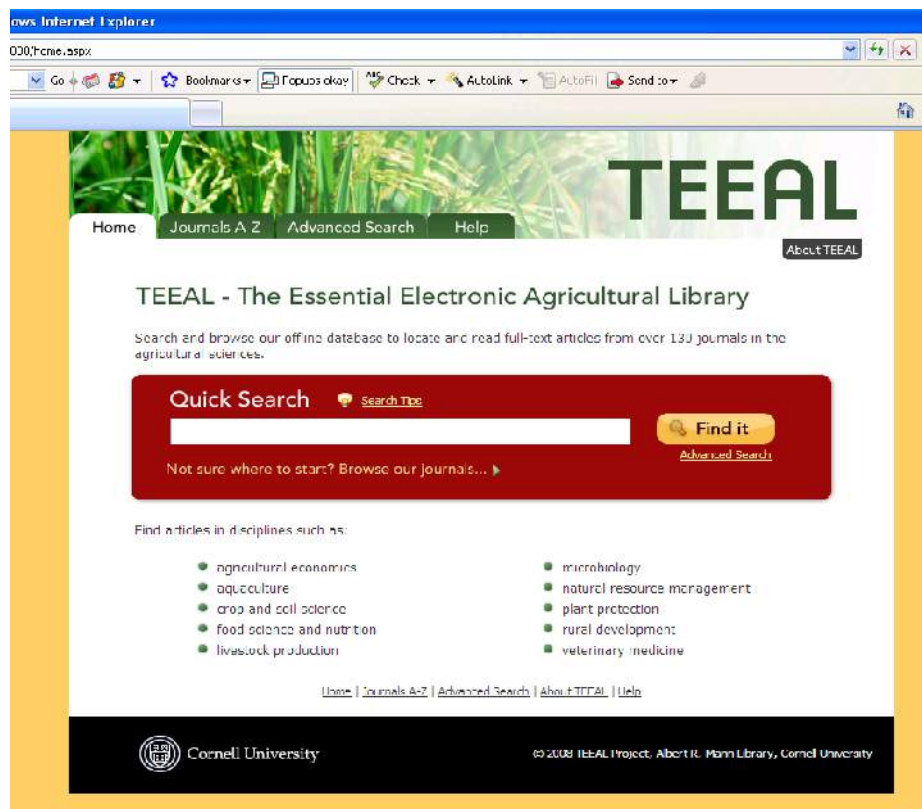 ows Internet Explorer
Go Bookmarks Popups okay Check AutoLink AutoFill Send to
TEEAL
Home Journals A-Z Advanced Search Help
About TEEAL
TEEAL - The Essential Electronic Agricultural Library
Search and browse our offline database to locate and read full-text articles from over 130 journals in the
agricultural sciences.
Quick Search Search Tips
Find it
Advanced Search
Not sure where to start? Browse our journals...
Find articles in disciplines such as:
agricultural economics
aquaculture
crop and soil science
food science and nutrition
livestock production
microbiology
natural resource management
plant protection
rural development
veterinary medicine
Home | Journals A-Z | Advanced Search | About TEEAL | Help
Cornell University
© 2008 TEEAL Project, Albert R. Mann Library, Cornell University